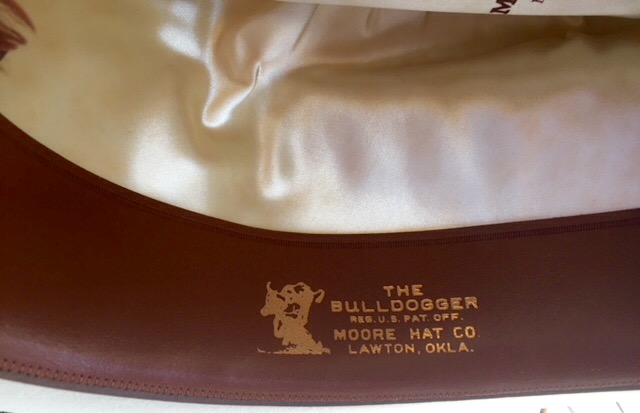 THE
BULLDOGGER
REG. U.S. PAT. OFF.
MOORE HAT CO.
LAWTON, OKLA.